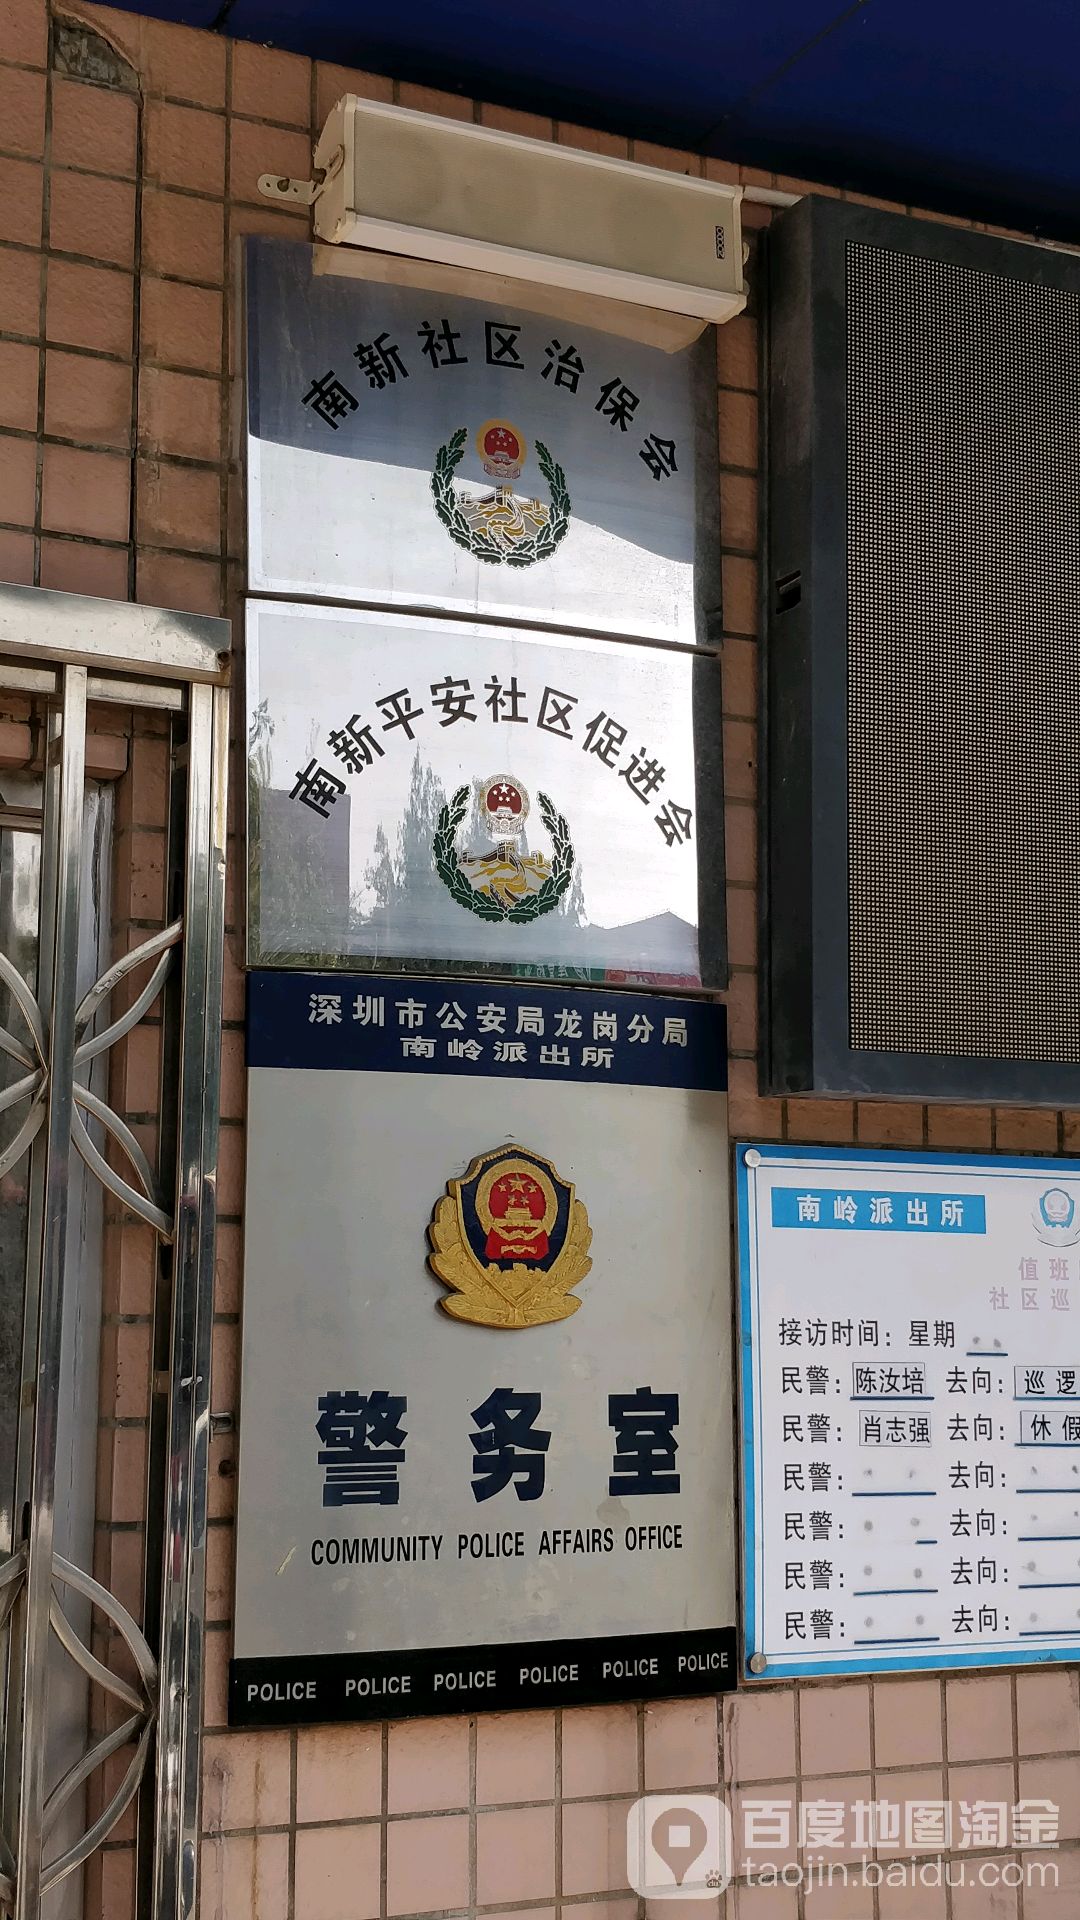 南新社区治保会
南新平安社区促进会
深圳市公安局龙岗分局
南岭派出所
警务室
COMMUNITY POLICE AFFAIRS OFFICE
POLICE POLICE POLICE POLICE POLICE POLICE
南岭派出所
值班
社区巡
接访时间：星期
民警：陈汝培 去向：巡逻
民警：肖志强 去向：休假
民警： 去向：
民警： 去向：
民警： 去向：
民警： 去向：
百度地图淘金
taojin.baidu.com